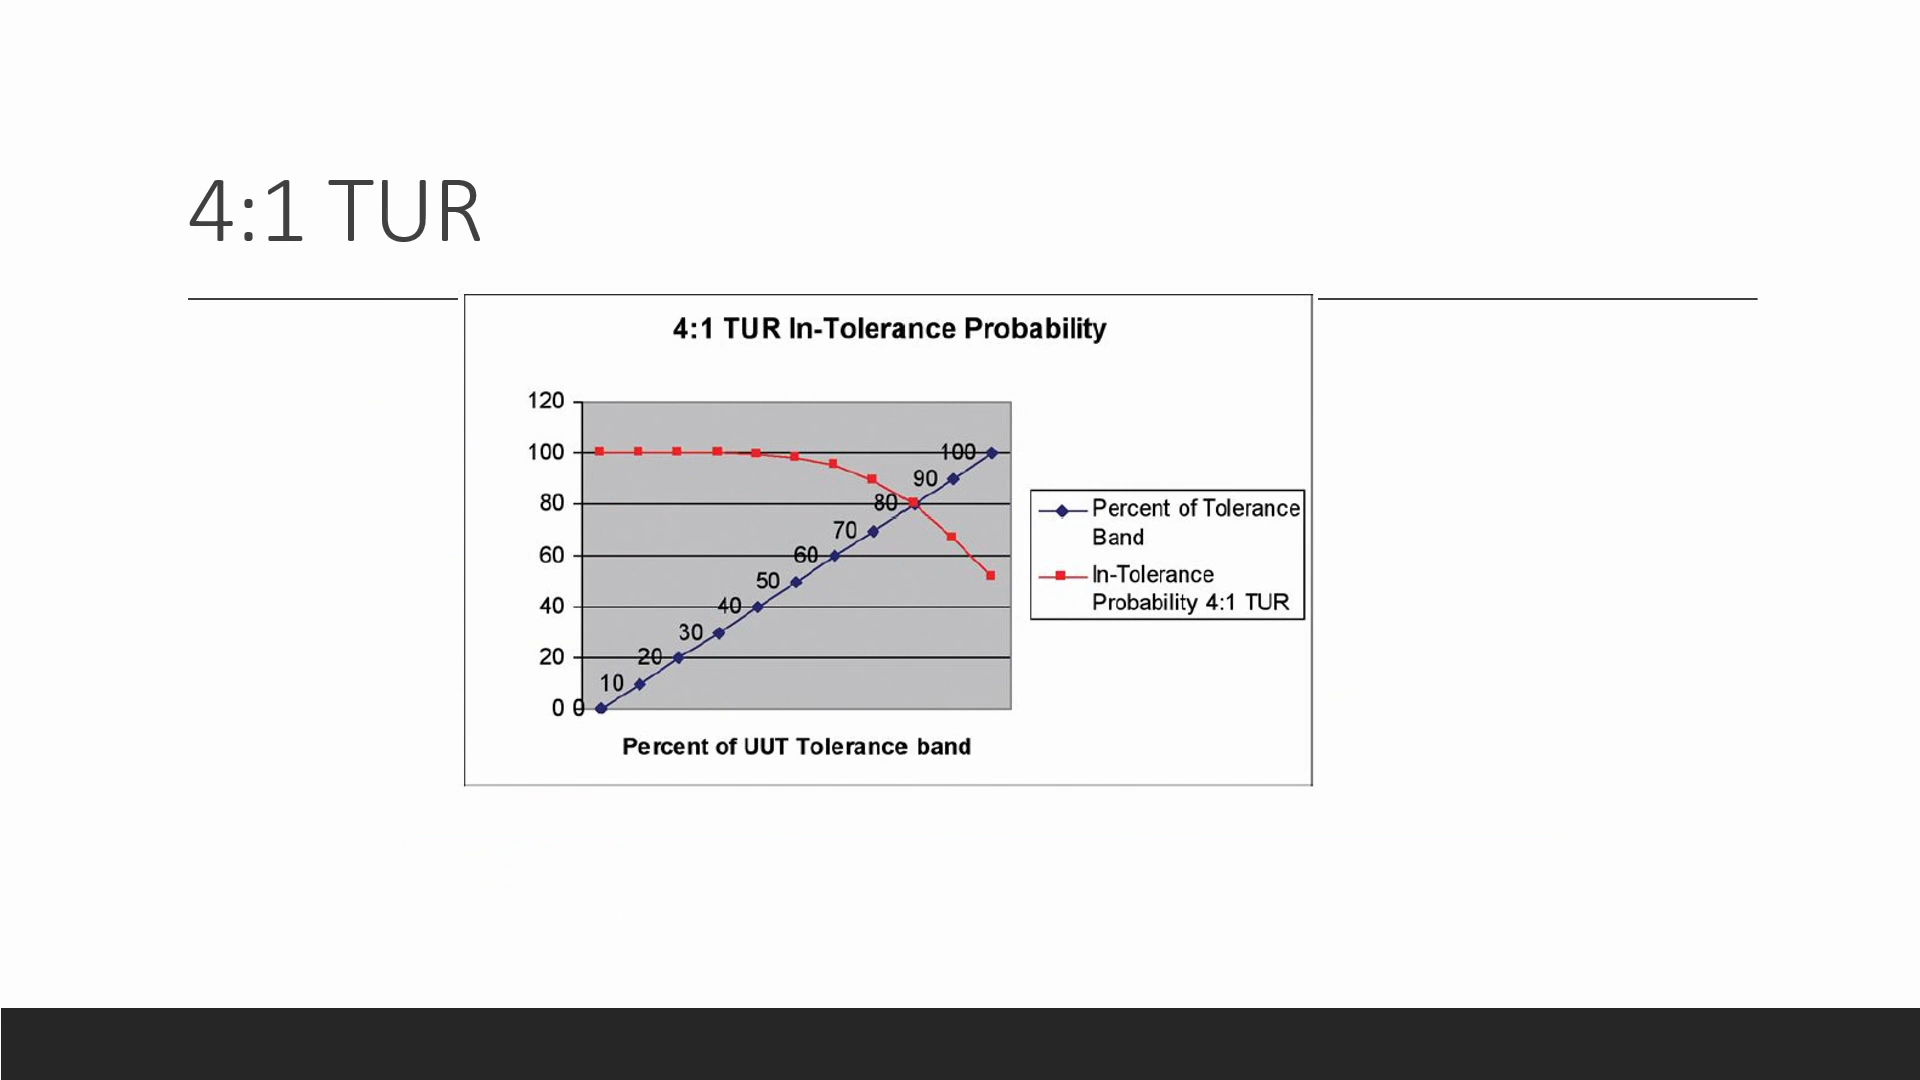 4:1 TUR
4:1 TUR In-Tolerance Probability
120
100
80
60
40
20
0
0
10
20
30
40
50
60
70
80
90
100
Percent of UUT Tolerance band
Percent of Tolerance
Band
In-Tolerance
Probability 4:1 TUR